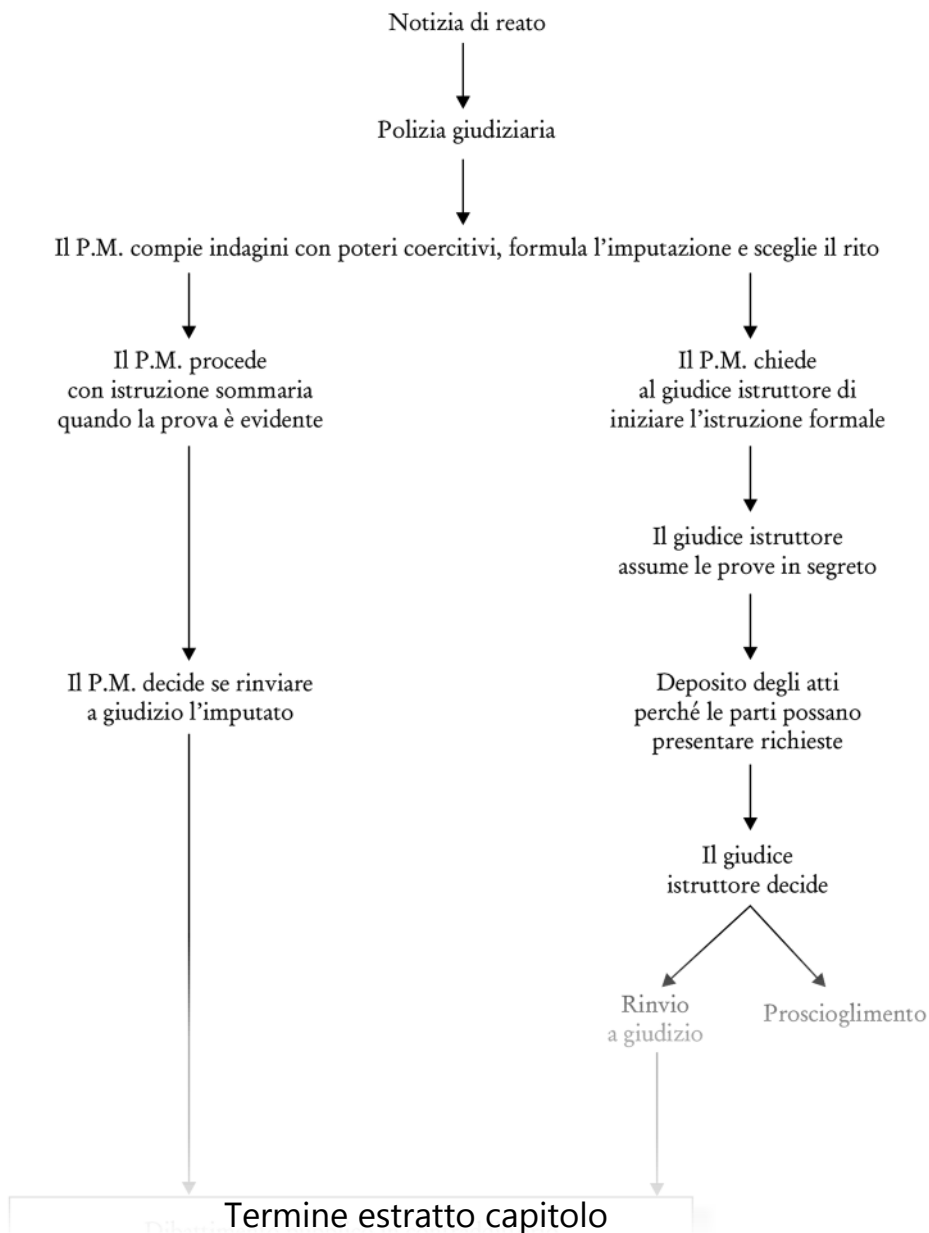 Notizia di reato
Polizia giudiziaria
Il P.M. compie indagini con poteri coercitivi, formula l'imputazione e sceglie il rito
Il P.M. procede
con istruzione sommaria
quando la prova è evidente
Il P.M. chiede
al giudice istruttore di
iniziare l'istruzione formale
Il giudice istruttore
assume le prove in segreto
Il P.M. decide se rinviare
a giudizio l'imputato
Deposito degli atti
perché le parti possano
presentare richieste
Il giudice
istruttore decide
Rinvio
a giudizio
Proscioglimento
Termine estratto capitolo